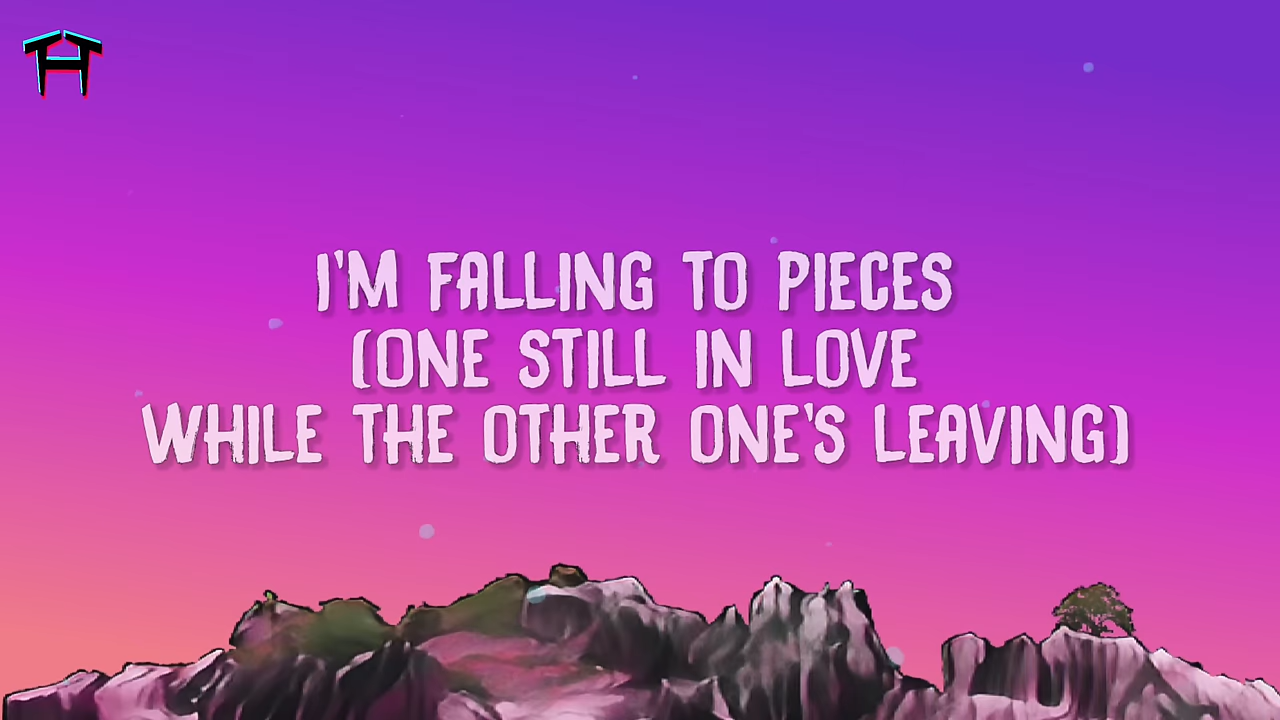 I'M FALLING TO PIECES
(ONE STILL IN LOVE
WHILE THE OTHER ONE'S LEAVING)